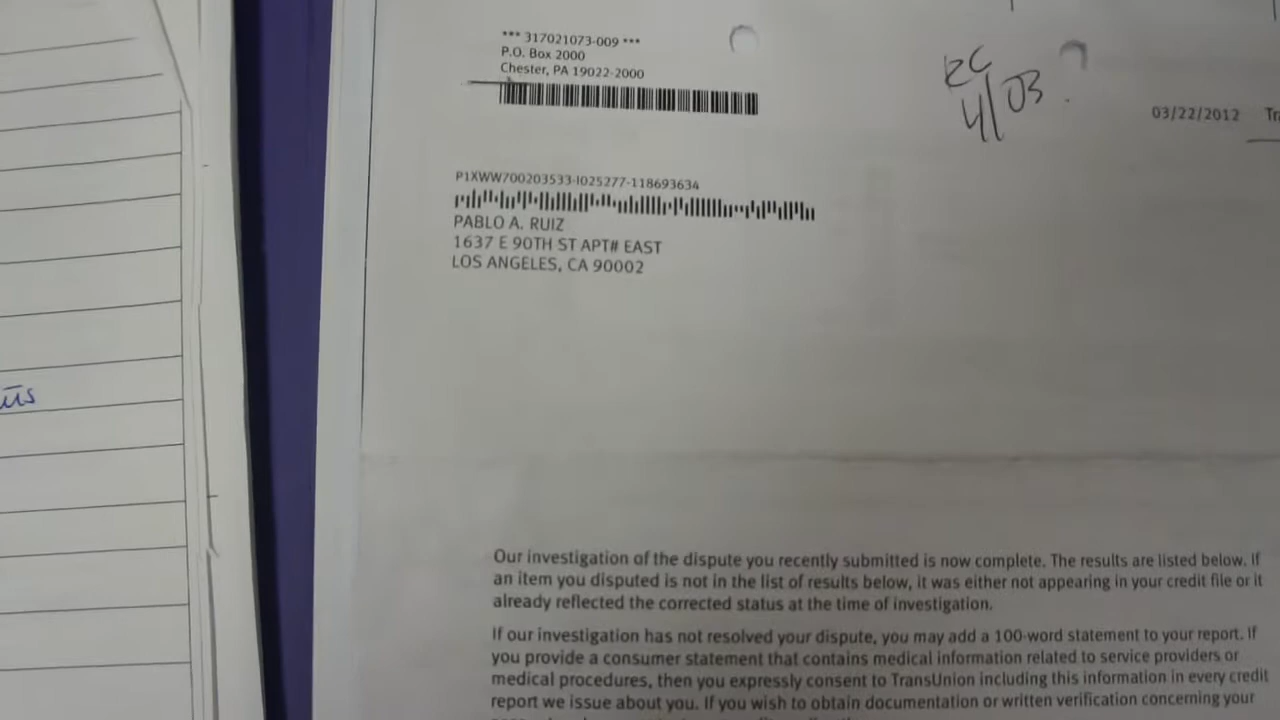 *** 317021073-009 ***
P.O. Box 2000
Chester, PA 19022-2000
RC
4/03
03/22/2012
P1XWW700203533-I025277-118693634
PABLO A. RUIZ
1637 E 90TH ST APT# EAST
LOS ANGELES, CA 90002
Our investigation of the dispute you recently submitted is now complete. The results are listed below. If
an item you disputed is not in the list of results below, it was either not appearing in your credit file or it
already reflected the corrected status at the time of investigation.
If our investigation has not resolved your dispute, you may add a 100-word statement to your report. If
you provide a consumer statement that contains medical information related to service providers or
medical procedures, then you expressly consent to TransUnion including this information in every credit
report we issue about you. If you wish to obtain documentation or written verification concerning your